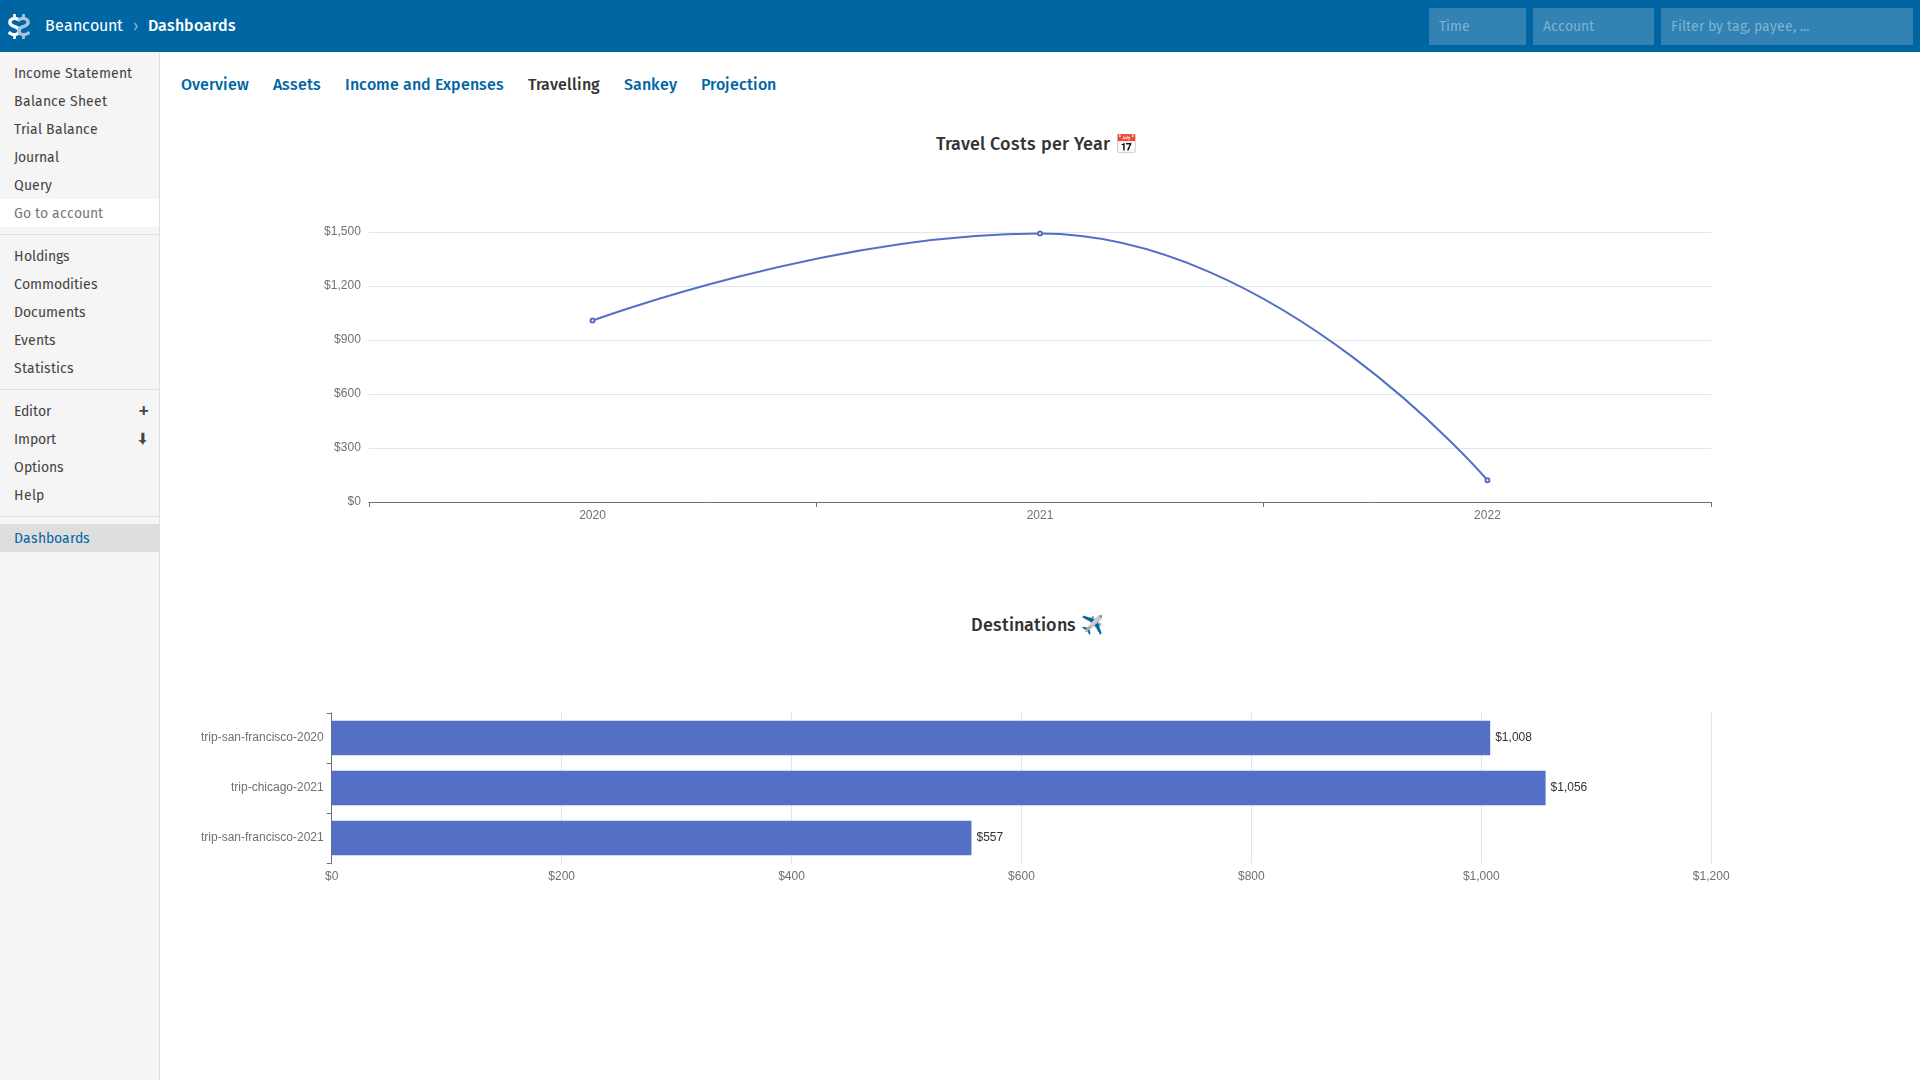 Beancount › Dashboards
Time
Account
Filter by tag, payee, ...
Income Statement
Balance Sheet
Trial Balance
Journal
Query
Go to account
Holdings
Commodities
Documents
Events
Statistics
Editor +
Import ⬇
Options
Help
Dashboards
Overview Assets Income and Expenses Travelling Sankey Projection
Travel Costs per Year 📅
$1,500
$1,200
$900
$600
$300
$0
2020 2021 2022
Destinations ✈️
trip-san-francisco-2020 $1,008
trip-chicago-2021 $1,056
trip-san-francisco-2021 $557
$0 $200 $400 $600 $800 $1,000 $1,200